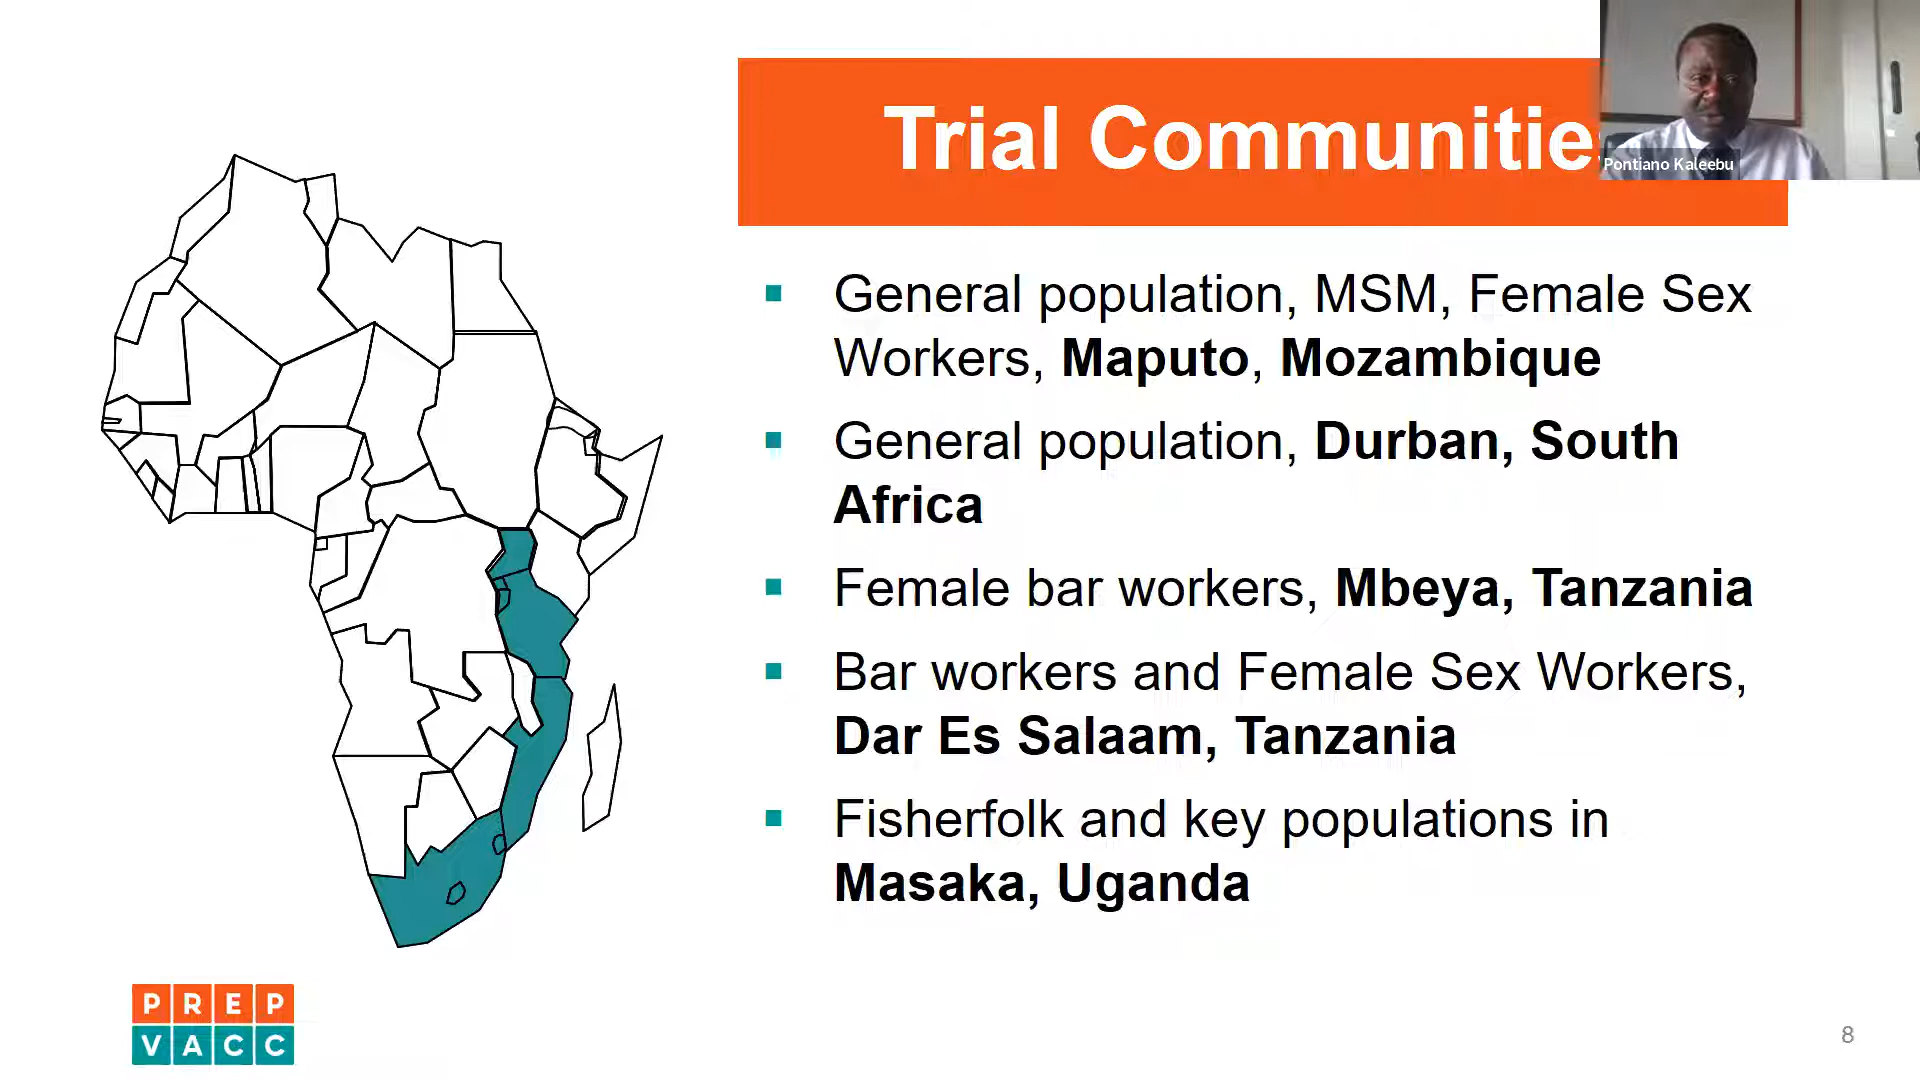 Trial Communities
Pontiano Kaleebu
General population, MSM, Female Sex
Workers, Maputo, Mozambique
General population, Durban, South
Africa
Female bar workers, Mbeya, Tanzania
Bar workers and Female Sex Workers,
Dar Es Salaam, Tanzania
Fisherfolk and key populations in
Masaka, Uganda
PREP
VACC
8